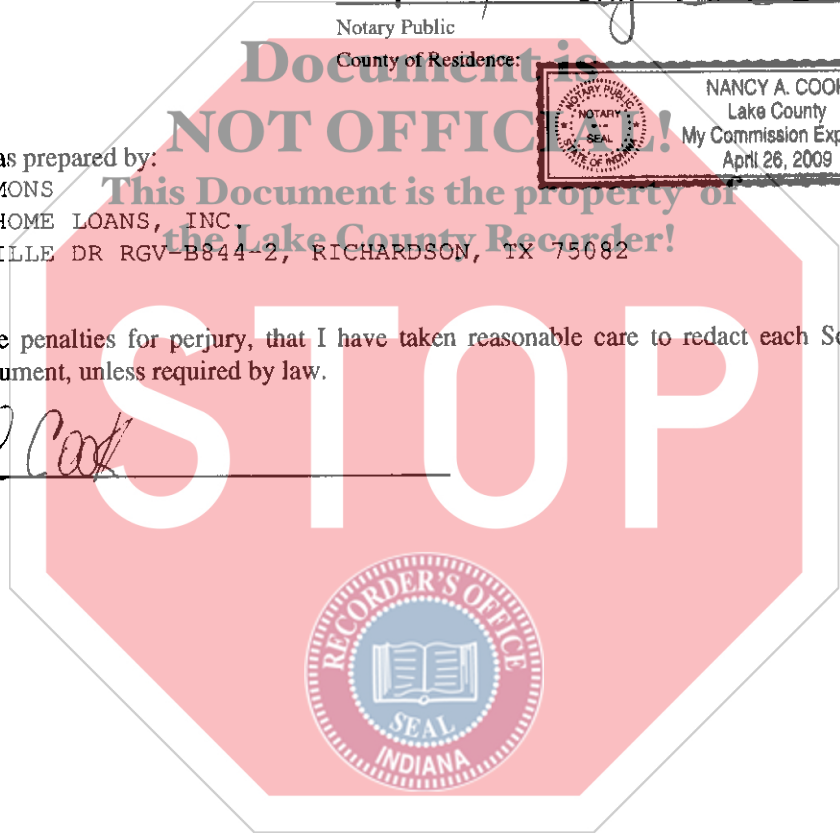 Notary Public
County of Residence:
Document is
NOT OFFICIAL!
This Document is the property of
the Lake County Recorder!
NOTARY PUBLIC
NOTARY
SEAL
STATE OF INDIANA
NANCY A. COOK
Lake County
My Commission Exp
April 26, 2009
as prepared by:
MONS
HOME LOANS, INC.
ILLE DR RGV-B844-2, RICHARDSON, TX 75082
e penalties for perjury, that I have taken reasonable care to redact each So
ument, unless required by law.
Cook
STOP
RECORDER'S OFFICE
SEAL
INDIANA